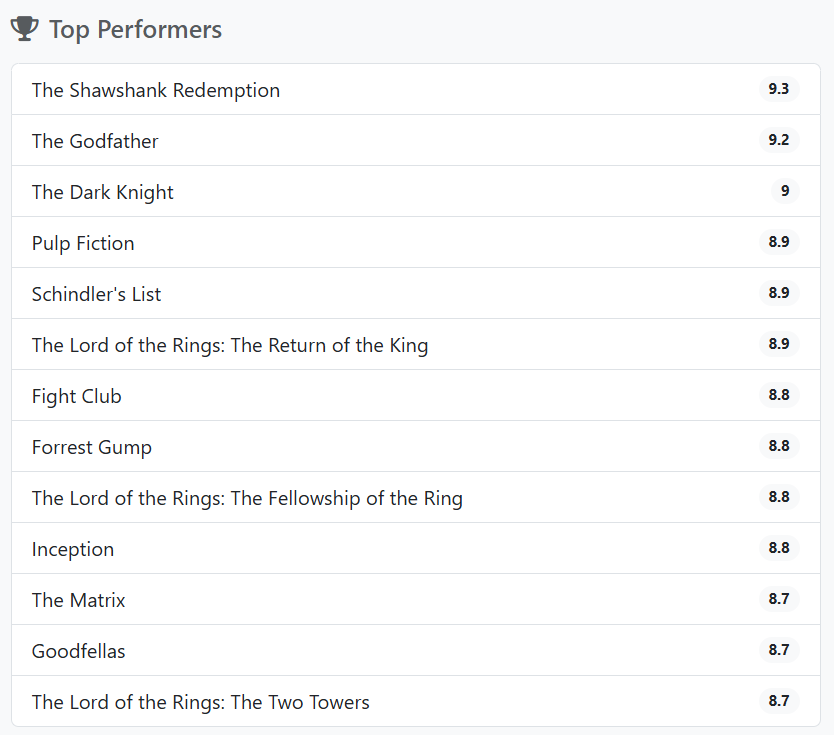 Top Performers
The Shawshank Redemption 9.3
The Godfather 9.2
The Dark Knight 9
Pulp Fiction 8.9
Schindler's List 8.9
The Lord of the Rings: The Return of the King 8.9
Fight Club 8.8
Forrest Gump 8.8
The Lord of the Rings: The Fellowship of the Ring 8.8
Inception 8.8
The Matrix 8.7
Goodfellas 8.7
The Lord of the Rings: The Two Towers 8.7